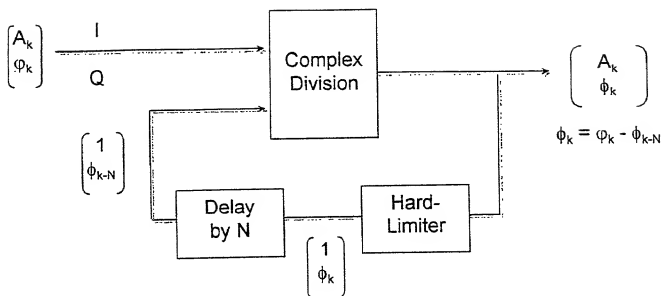 A_k
φ_k
I
Q
Complex
Division
A_k
ϕ_k
ϕ_k = φ_k - ϕ_k-N
1
ϕ_k-N
Delay
by N
Hard-
Limiter
1
ϕ_k